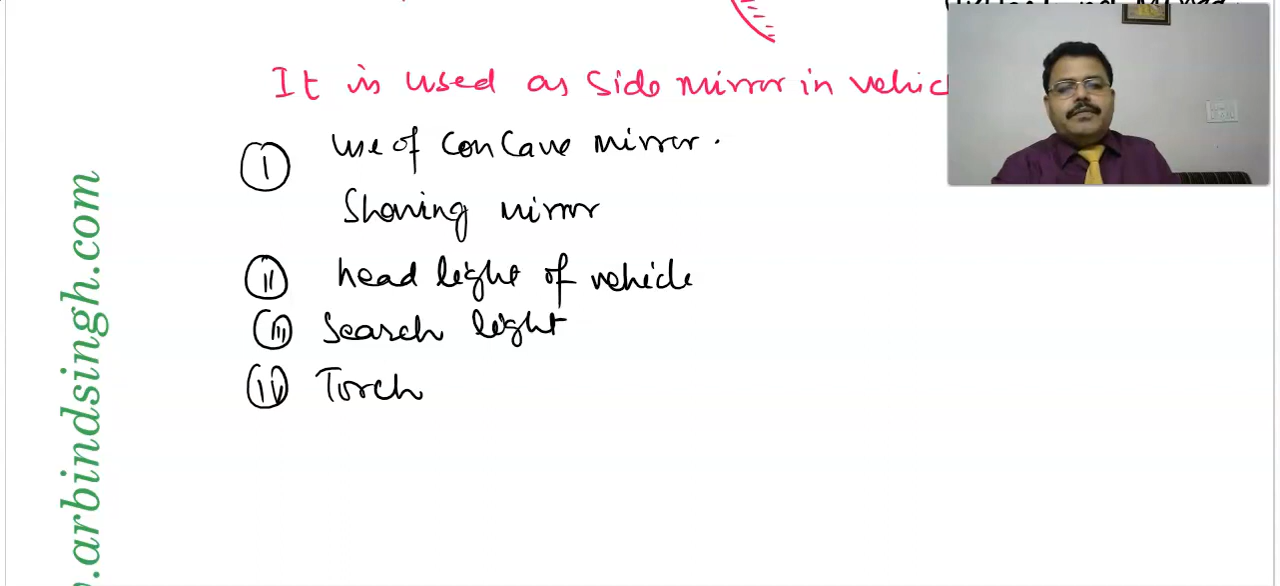 It is used as side mirror in vehic
use of concave mirror.
(i) Shaving mirror
(ii) head light of vehicle
(iii) Search light
(iv) Torch
.arbindsingh.com